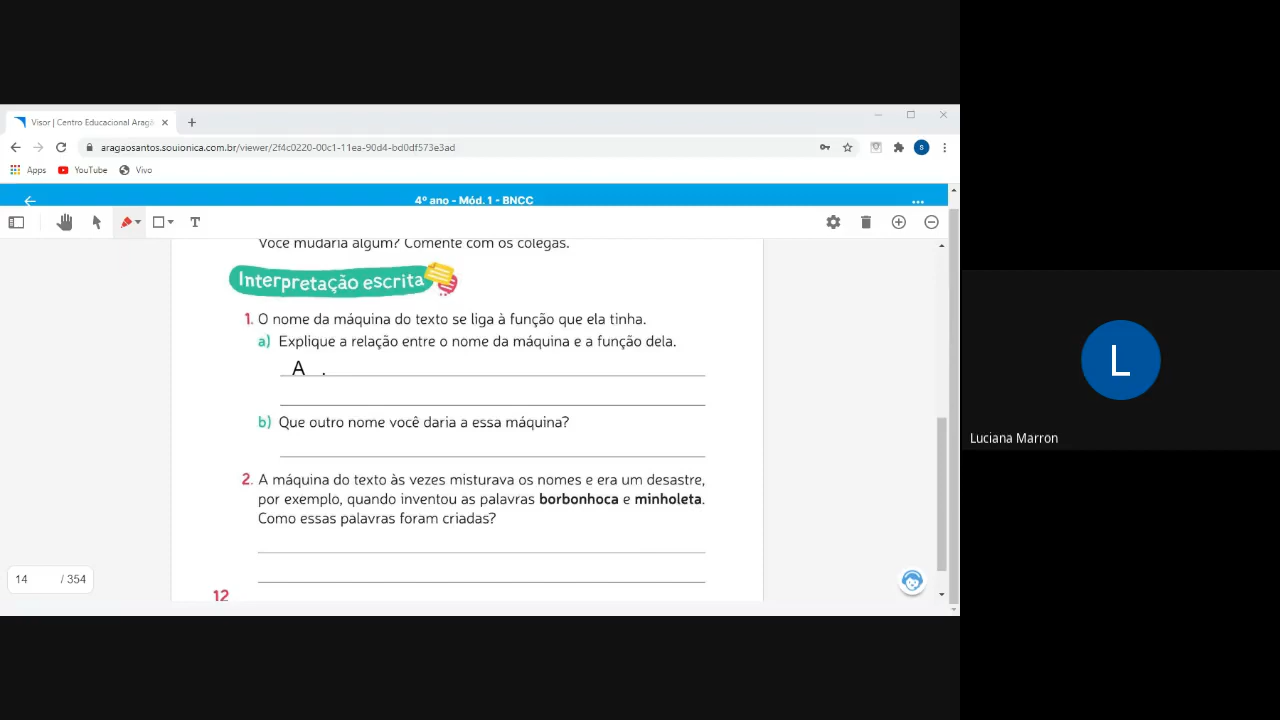 Visor | Centro Educacional Aragã
aragaosantos.souionica.com.br/viewer/2f4c0220-00c1-11ea-90d4-bd0df573e3ad
S
Apps YouTube Vivo
4º ano - Mód. 1 - BNCC
T
Você mudaria algum? Comente com os colegas.
Interpretação escrita
1. O nome da máquina do texto se liga à função que ela tinha.
a) Explique a relação entre o nome da máquina e a função dela.
A .
b) Que outro nome você daria a essa máquina?
2. A máquina do texto às vezes misturava os nomes e era um desastre,
por exemplo, quando inventou as palavras borbonhoca e minholeta.
Como essas palavras foram criadas?
14 / 354
12
L
Luciana Marron